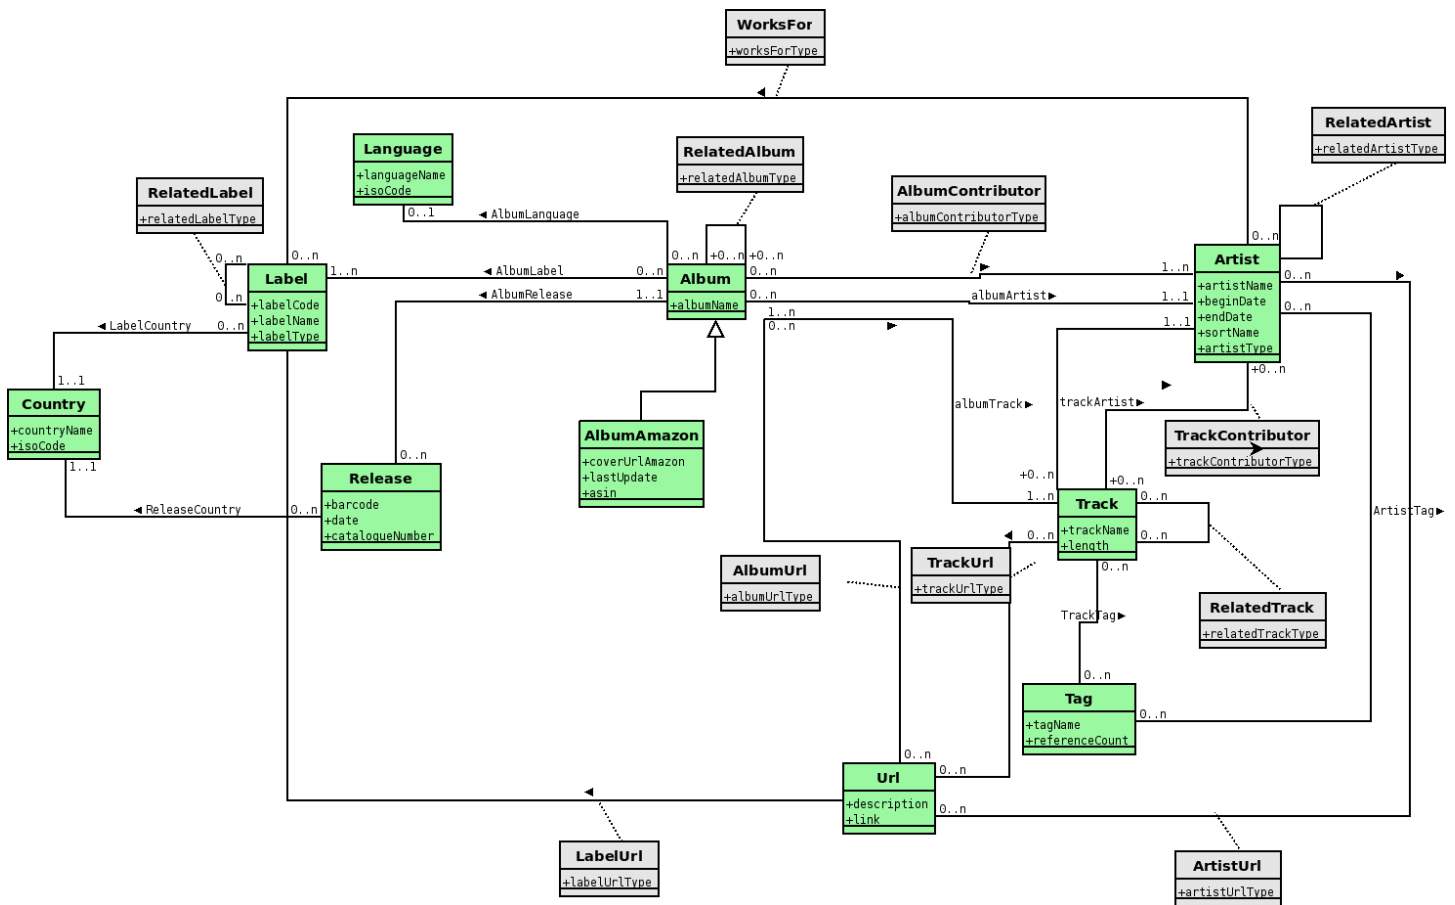 WorksFor
+worksForType
RelatedArtist
+relatedArtistType
Language
+languageName
+isoCode
RelatedAlbum
+relatedAlbumType
AlbumContributor
+albumContributorType
RelatedLabel
+relatedLabelType
0..1
◄ AlbumLanguage
0..n
0..n
0..n
0..n
+0..n
+0..n
Label
+labelCode
+labelName
+labelType
0..n
1..n
◄ AlbumLabel
0..n
Album
+albumName
0..n
1..n
Artist
+artistName
+beginDate
+endDate
+sortName
+artistType
0..n
◄ AlbumRelease
1..1
0..n
albumArtist►
1..1
0..n
◄ LabelCountry
0..n
1..n
0..n
1..1
1..1
+0..n
Country
+countryName
+isoCode
1..1
albumTrack►
trackArtist►
AlbumAmazon
+coverUrlAmazon
+lastUpdate
+asin
TrackContributor
+trackContributorType
0..n
Release
+barcode
+date
+catalogueNumber
◄ ReleaseCountry
0..n
+0..n
+0..n
1..n
Track
+trackName
+length
0..n
0..n
0..n
0..n
ArtistTag►
AlbumUrl
+albumUrlType
TrackUrl
+trackUrlType
RelatedTrack
+relatedTrackType
TrackTag►
0..n
Tag
+tagName
+referenceCount
0..n
0..n
Url
+description
+link
0..n
0..n
LabelUrl
+labelUrlType
ArtistUrl
+artistUrlType